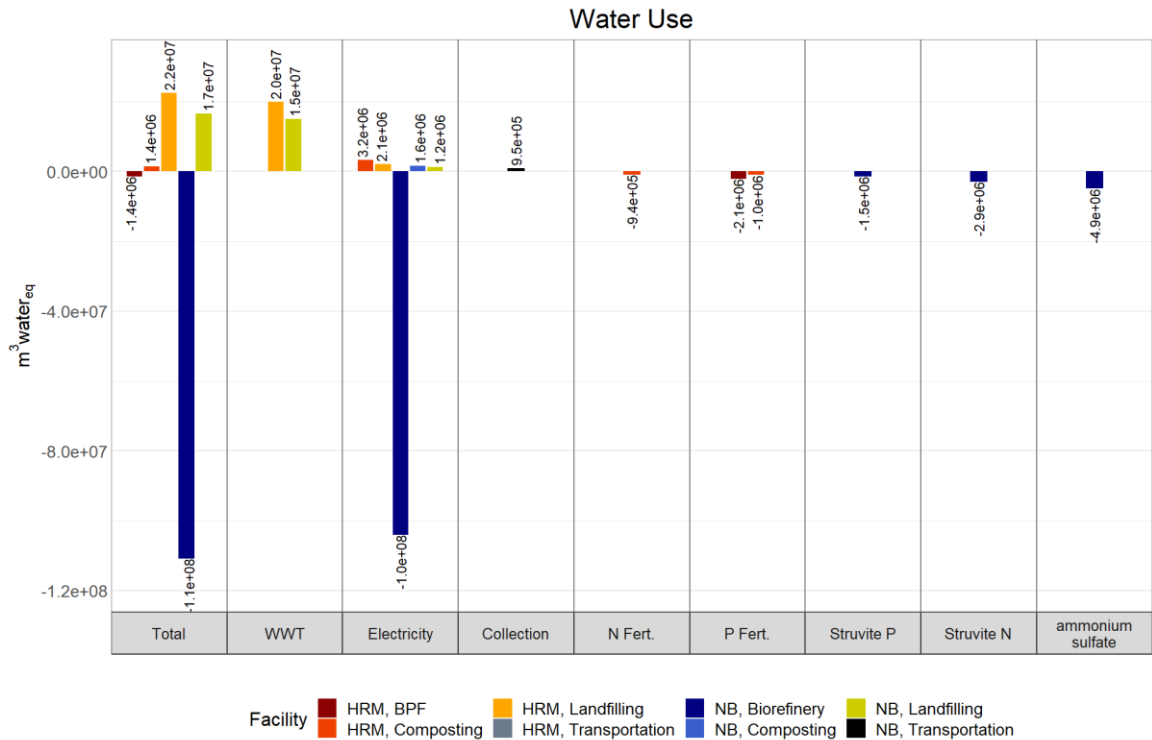 Water Use
m³water_eq
0.0e+00
-4.0e+07
-8.0e+07
-1.2e+08
-1.4e+06
1.4e+06
2.2e+07
-1.1e+08
1.7e+07
2.0e+07
1.5e+07
3.2e+06
2.1e+06
-1.0e+08
1.6e+06
1.2e+06
9.5e+05
-9.4e+05
-2.1e+06
-1.0e+06
-1.5e+06
-2.9e+06
-4.9e+06
Total
WWT
Electricity
Collection
N Fert.
P Fert.
Struvite P
Struvite N
ammonium
sulfate
Facility
HRM, BPF
HRM, Landfilling
NB, Biorefinery
NB, Landfilling
HRM, Composting
HRM, Transportation
NB, Composting
NB, Transportation